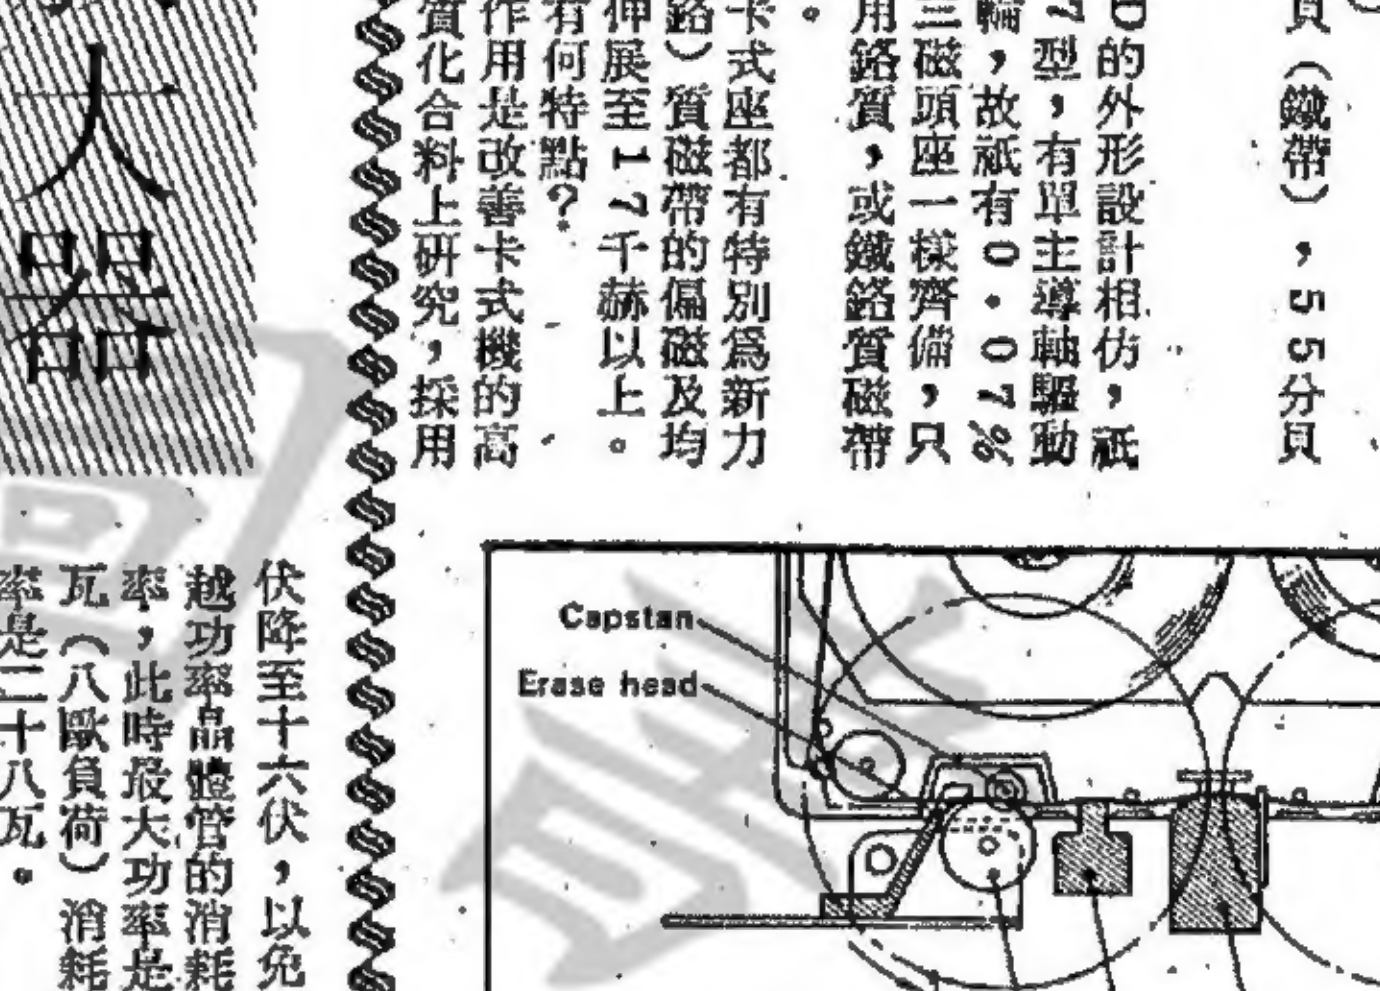 ）
貝（鐵帶），５５分貝
Ｄ的外形設計相仿，祇
７型，有單主導軸驅動
輪，故祇有０．０７％
三磁頭座一樣齊備，只
用鉻質，或鐵鉻質磁帶
。
卡式座都有特別為新力
鉻）質磁帶的偏磁及均
伸展至１７千赫以上。
有何特點？
作用是改善卡式機的高
質化合料上研究，採用
大器
Capstan
Erase head
伏降至十六伏，以免
越功率晶體管的消耗
率，此時最大功率是
瓦（八歐負荷）消耗
率是二十八瓦。